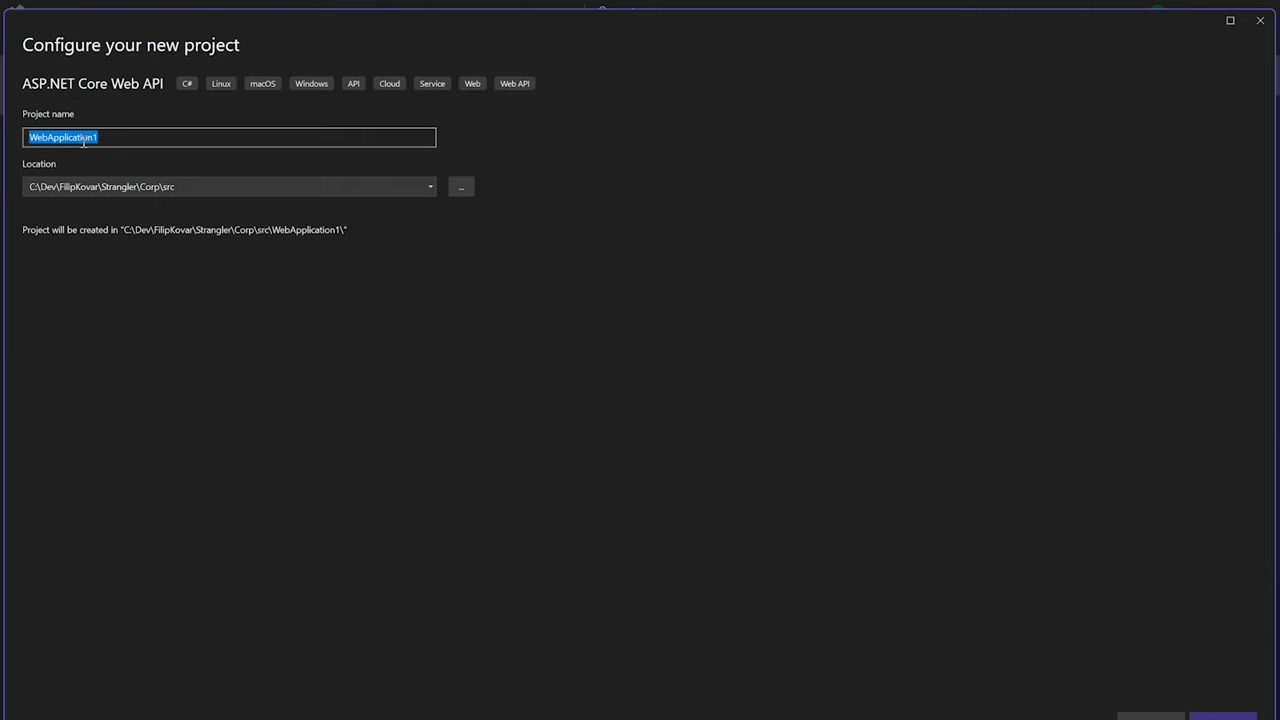 Configure your new project
ASP.NET Core Web API C# Linux macOS Windows API Cloud Service Web Web API
Project name
WebApplication1
Location
C:\Dev\FilipKovar\Strangler\Corp\src ...
Project will be created in "C:\Dev\FilipKovar\Strangler\Corp\src\WebApplication1\"